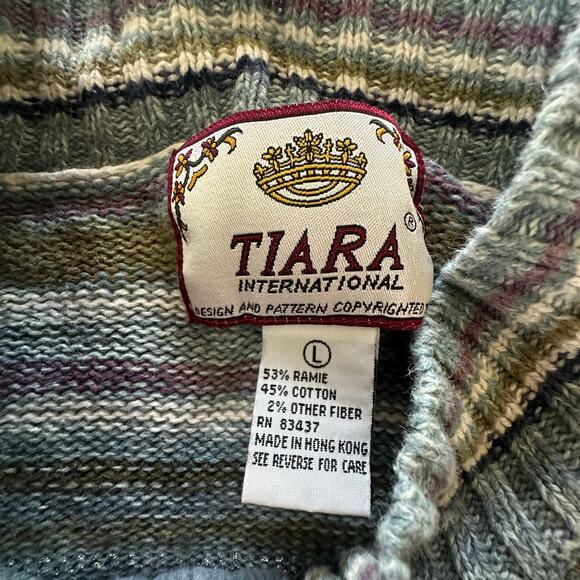 TIARA ®
INTERNATIONAL
DESIGN AND PATTERN COPYRIGHTED
L
53% RAMIE
45% COTTON
2% OTHER FIBER
RN 83437
MADE IN HONG KONG
SEE REVERSE FOR CARE